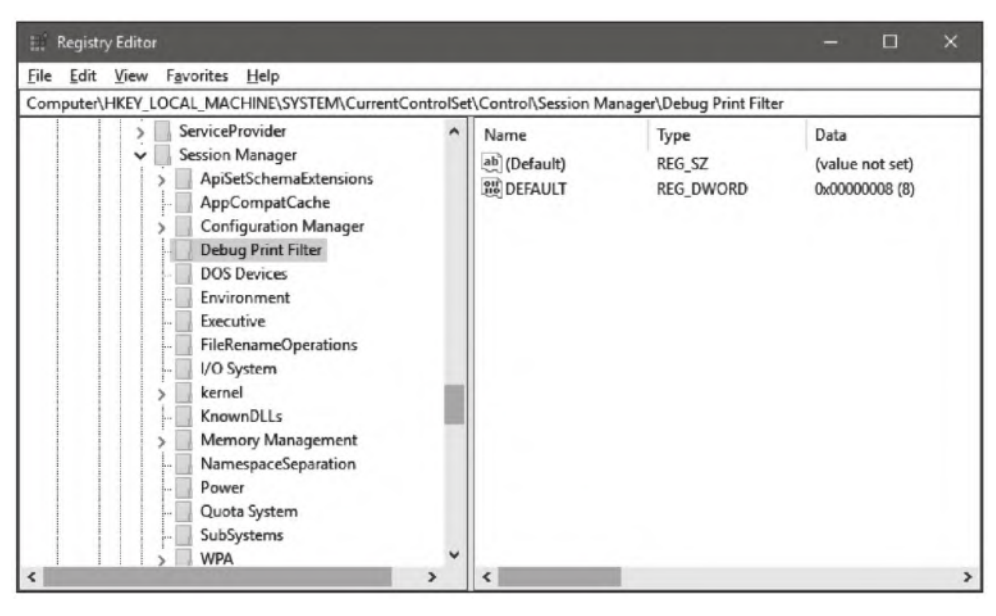 Registry Editor
File Edit View Favorites Help
Computer\HKEY_LOCAL_MACHINE\SYSTEM\CurrentControlSet\Control\Session Manager\Debug Print Filter
ServiceProvider
Session Manager
ApiSetSchemaExtensions
AppCompatCache
Configuration Manager
Debug Print Filter
DOS Devices
Environment
Executive
FileRenameOperations
I/O System
kernel
KnownDLLs
Memory Management
NamespaceSeparation
Power
Quota System
SubSystems
WPA
Name Type Data
(Default) REG_SZ (value not set)
DEFAULT REG_DWORD 0x00000008 (8)